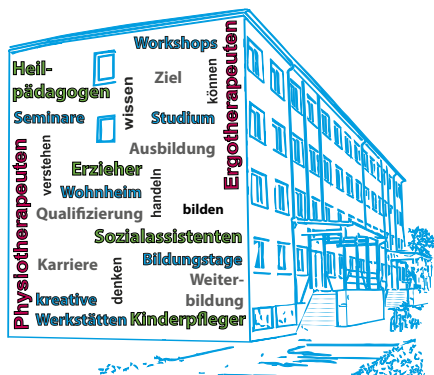 Workshops
Heil-
pädagogen
Ziel
können
Ergotherapeuten
wissen
Seminare
Studium
Ausbildung
Physiotherapeuten
verstehen
Erzieher
Wohnheim
handeln
Qualifizierung
bilden
Sozialassistenten
Karriere
denken
Bildungstage
Weiter-
bildung
kreative
Werkstätten
Kinderpfleger